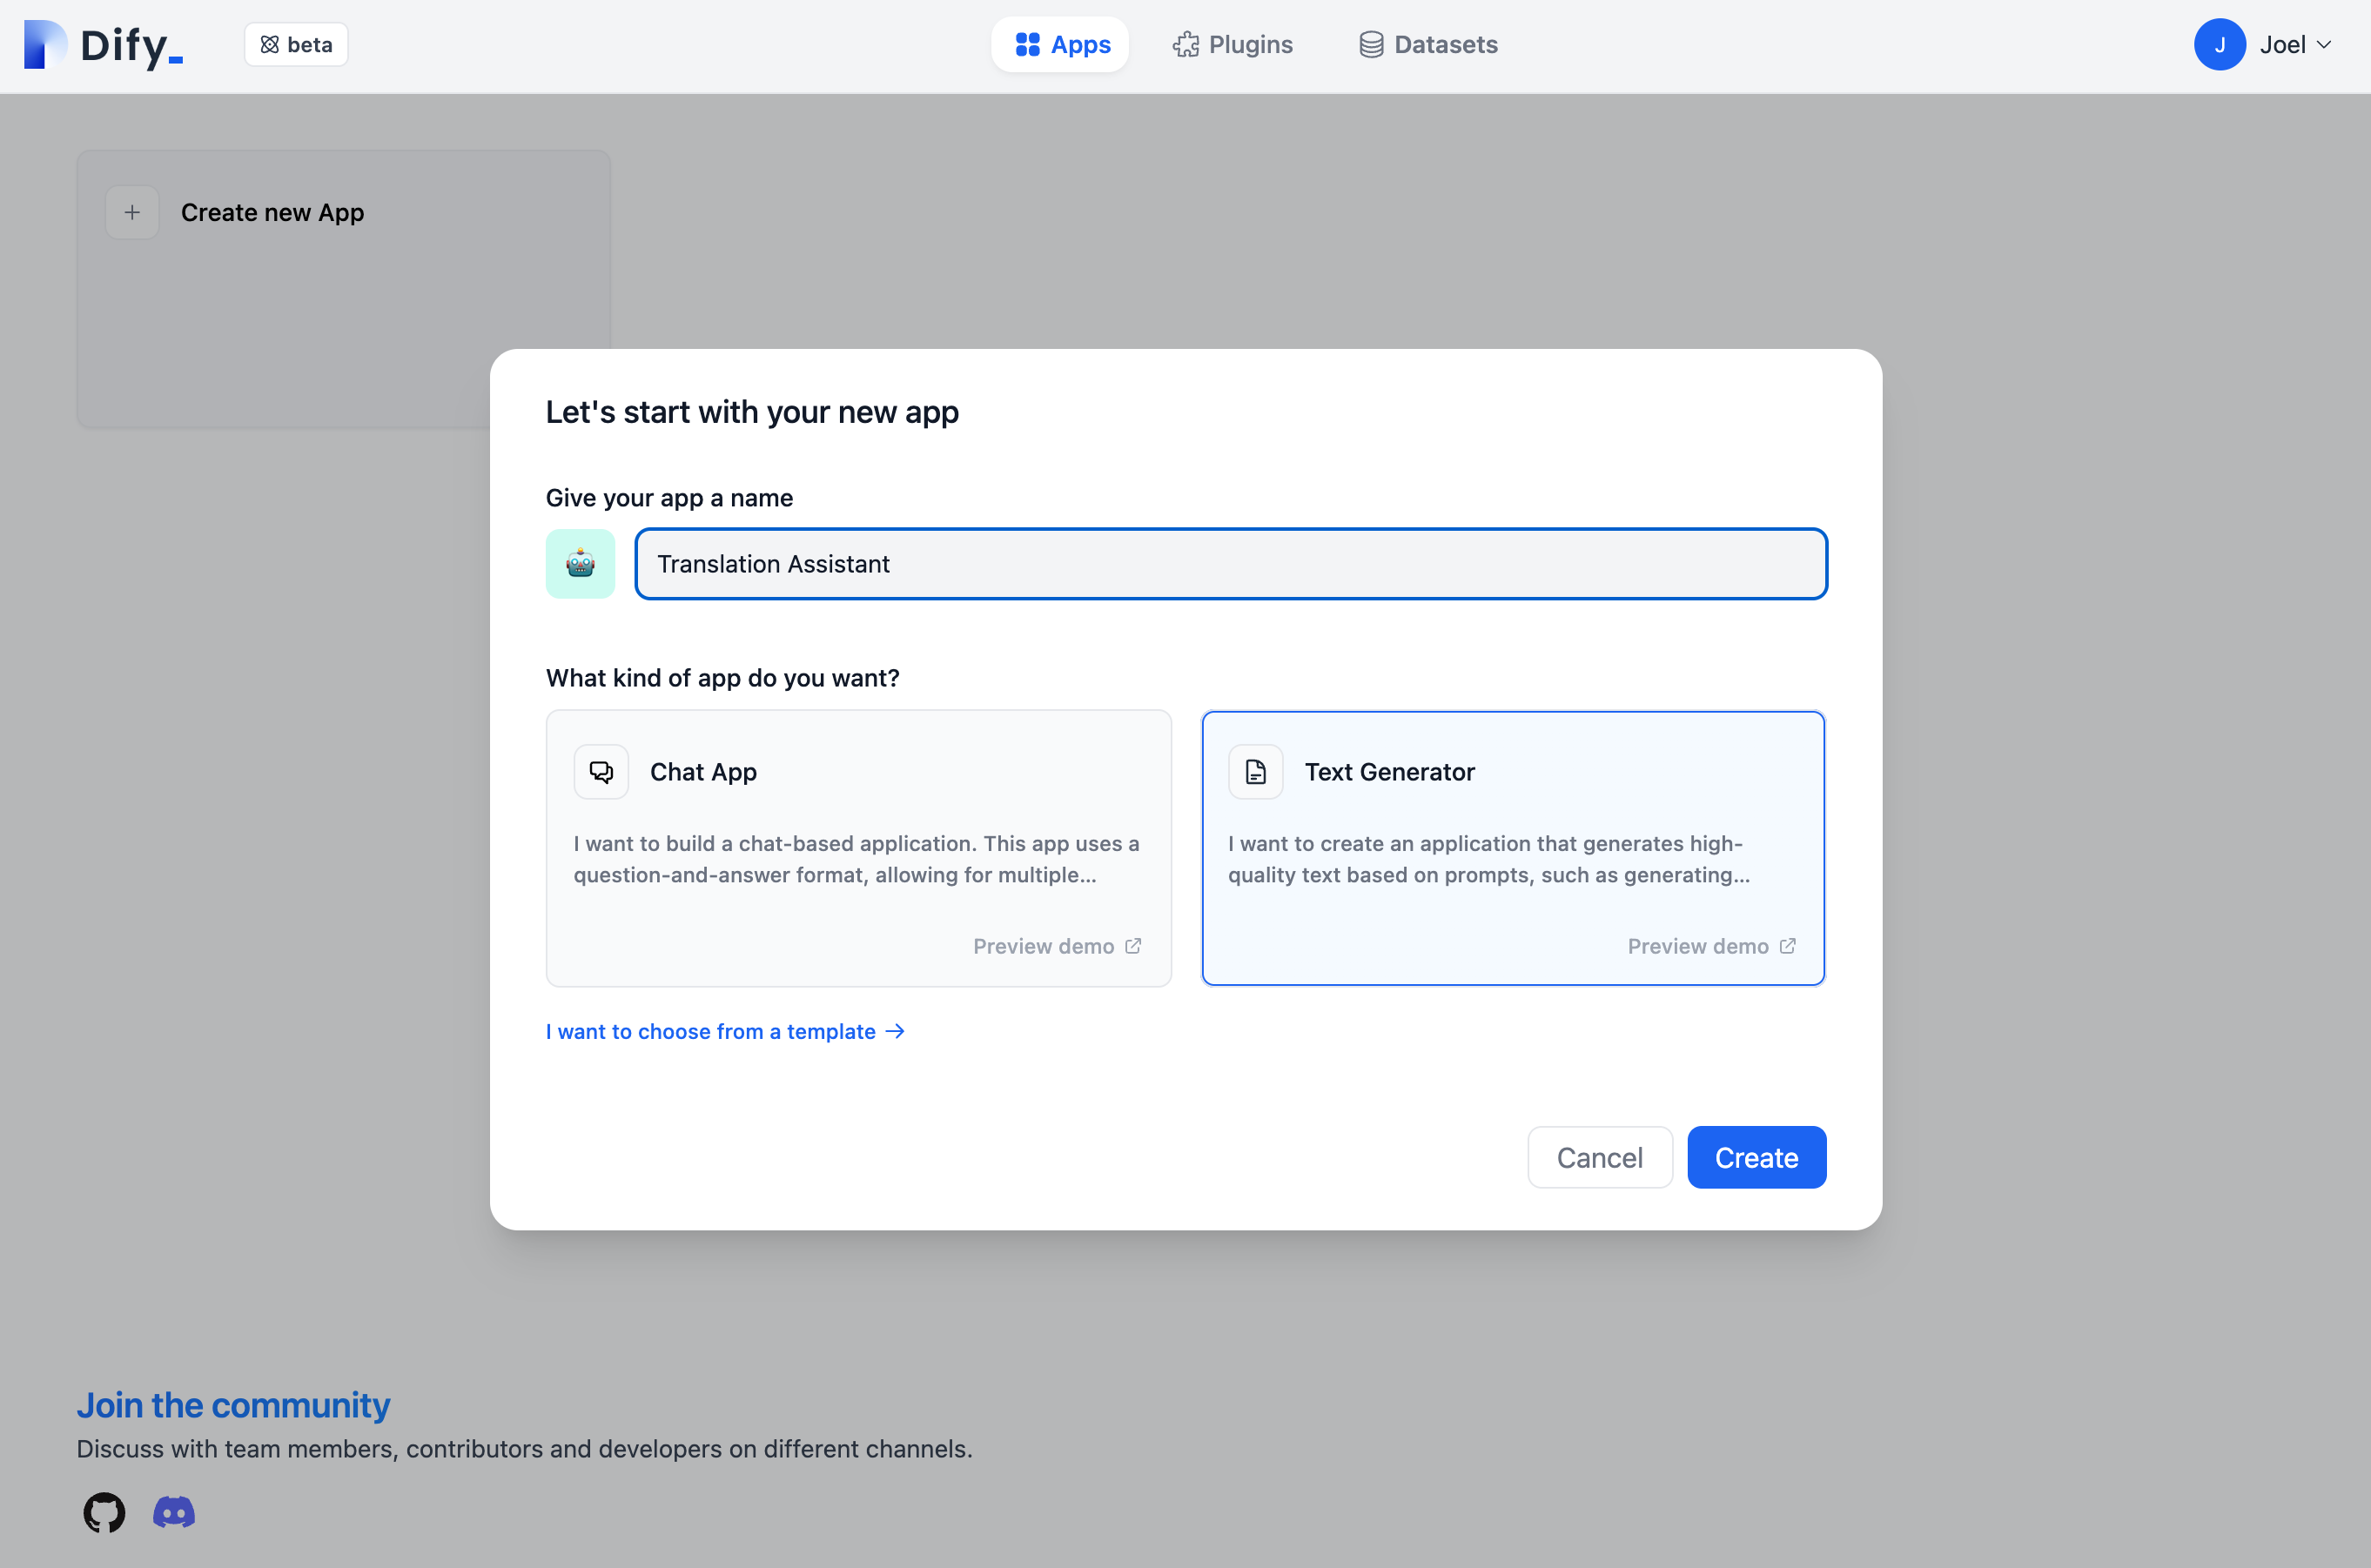 Dify_
beta
Apps
Plugins
Datasets
J
Joel
Create new App
Let's start with your new app
Give your app a name
Translation Assistant
What kind of app do you want?
Chat App
I want to build a chat-based application. This app uses a
question-and-answer format, allowing for multiple...
Preview demo
Text Generator
I want to create an application that generates high-
quality text based on prompts, such as generating...
Preview demo
I want to choose from a template →
Cancel
Create
Join the community
Discuss with team members, contributors and developers on different channels.